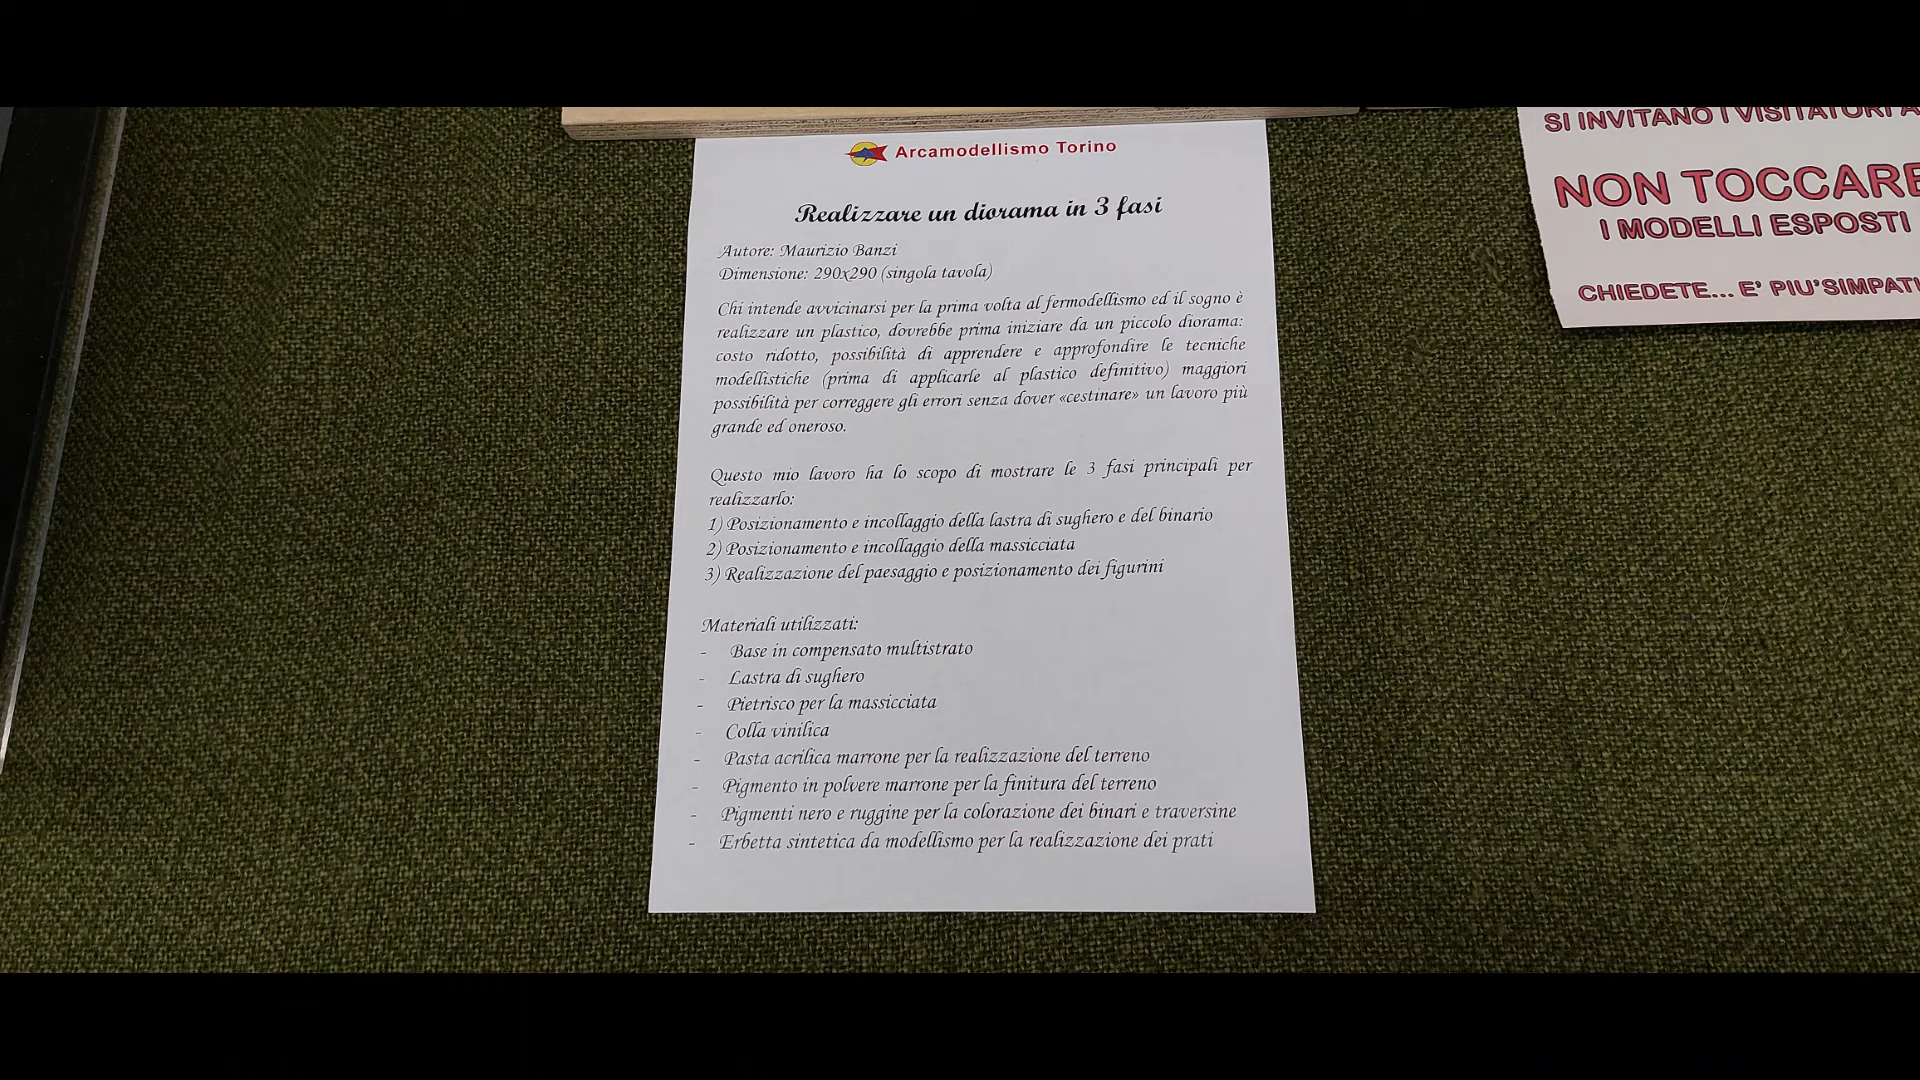 Arcamodellismo Torino
Realizzare un diorama in 3 fasi
Autore: Maurizio Banzi
Dimensione: 290x290 (singola tavola)
Chi intende avvicinarsi per la prima volta al fermodellismo ed il sogno è
realizzare un plastico, dovrebbe prima iniziare da un piccolo diorama:
costo ridotto, possibilità di apprendere e approfondire le tecniche
modellistiche (prima di applicarle al plastico definitivo) maggiori
possibilità per correggere gli errori senza dover «cestinare» un lavoro più
grande ed oneroso.
Questo mio lavoro ha lo scopo di mostrare le 3 fasi principali per
realizzarlo:
1) Posizionamento e incollaggio della lastra di sughero e del binario
2) Posizionamento e incollaggio della massicciata
3) Realizzazione del paesaggio e posizionamento dei figurini
Materiali utilizzati:
- Base in compensato multistrato
- Lastra di sughero
- Pietrisco per la massicciata
- Colla vinilica
- Pasta acrilica marrone per la realizzazione del terreno
- Pigmento in polvere marrone per la finitura del terreno
- Pigmenti nero e ruggine per la colorazione dei binari e traversine
- Erbetta sintetica da modellismo per la realizzazione dei prati
SI INVITANO I VISITATORI A
NON TOCCARE
I MODELLI ESPOSTI
CHIEDETE... E' PIU' SIMPATI